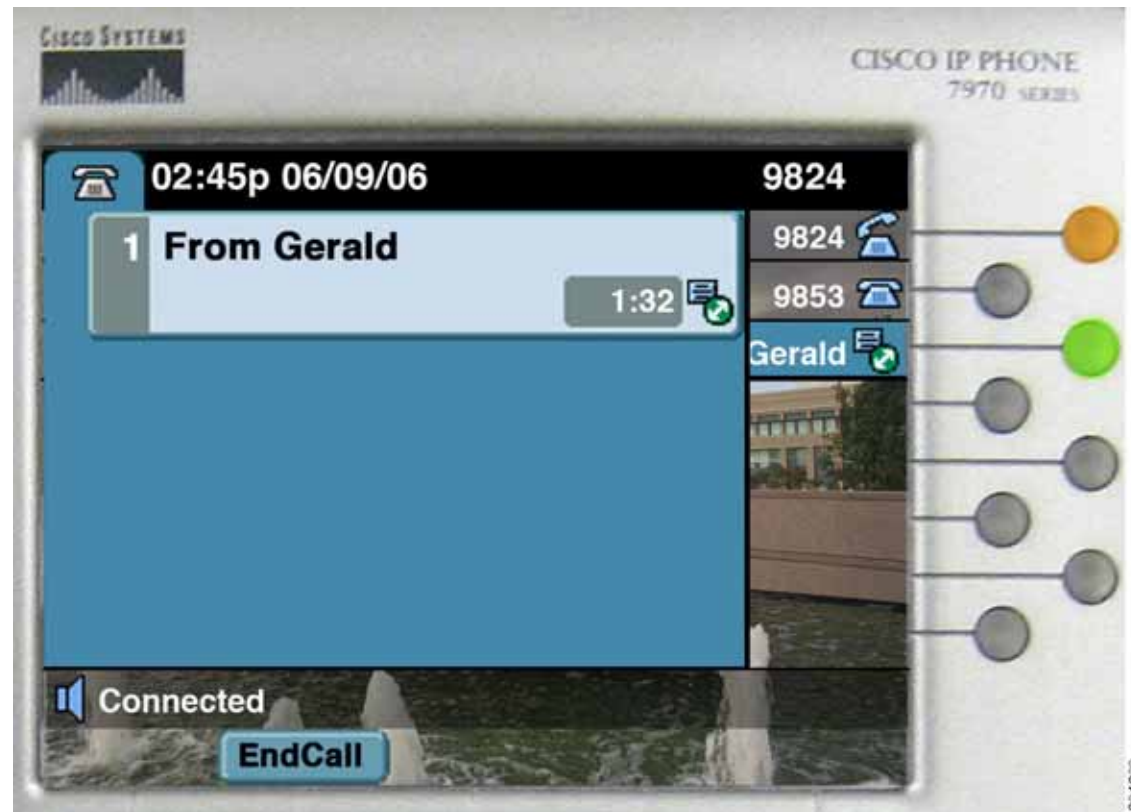 CISCO SYSTEMS
CISCO IP PHONE
7970 SERIES
02:45p 06/09/06
9824
1 From Gerald
1:32
9824
9853
Gerald
Connected
EndCall